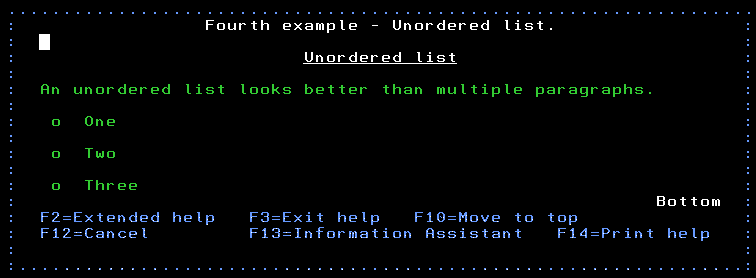 Fourth example - Unordered list.
Unordered list
An unordered list looks better than multiple paragraphs.
o One
o Two
o Three
Bottom
F2=Extended help F3=Exit help F10=Move to top
F12=Cancel F13=Information Assistant F14=Print help